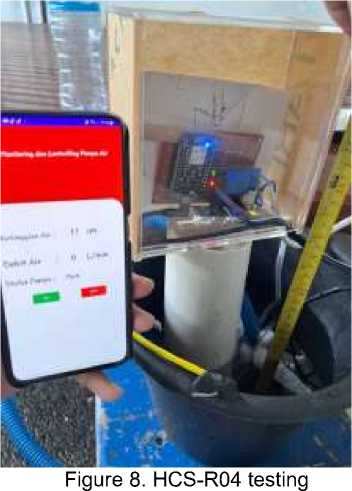 Monitoring dan Controlling Pompa Air
Ketinggian Air : 11 cm
Debit Air : 0 L/min
Status Pompa :
Figure 8. HCS-R04 testing